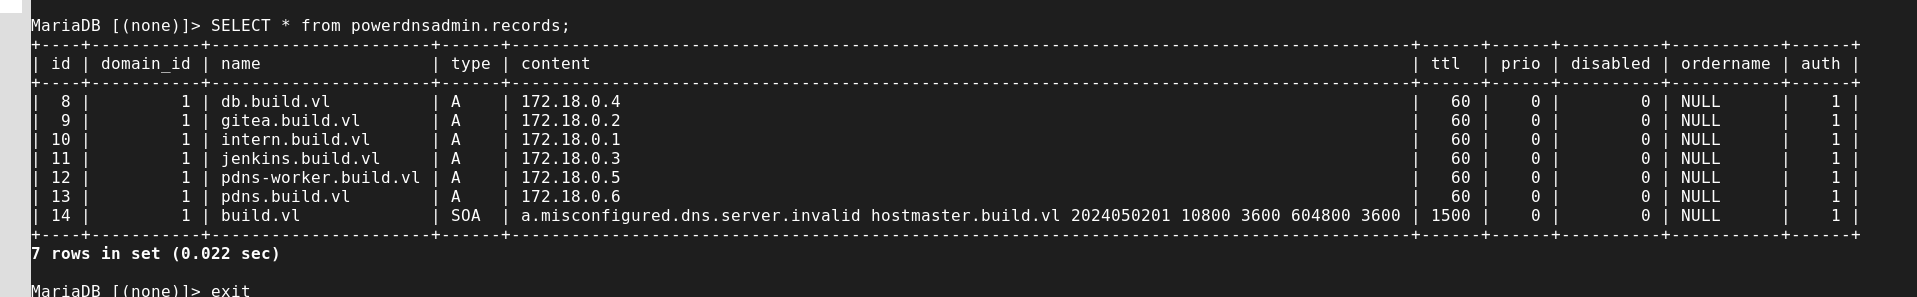 MariaDB [(none)]> SELECT * from powerdnsadmin.records;
+----+-----------+----------------------+------+------------------------------------------------------------------------------------------+------+------+----------+-----------+------+
| id | domain_id | name                 | type | content                                                                                  | ttl  | prio | disabled | ordername | auth |
+----+-----------+----------------------+------+------------------------------------------------------------------------------------------+------+------+----------+-----------+------+
|  8 |         1 | db.build.vl          | A    | 172.18.0.4                                                                               |   60 |    0 |        0 | NULL      |    1 |
|  9 |         1 | gitea.build.vl       | A    | 172.18.0.2                                                                               |   60 |    0 |        0 | NULL      |    1 |
| 10 |         1 | intern.build.vl      | A    | 172.18.0.1                                                                               |   60 |    0 |        0 | NULL      |    1 |
| 11 |         1 | jenkins.build.vl     | A    | 172.18.0.3                                                                               |   60 |    0 |        0 | NULL      |    1 |
| 12 |         1 | pdns-worker.build.vl | A    | 172.18.0.5                                                                               |   60 |    0 |        0 | NULL      |    1 |
| 13 |         1 | pdns.build.vl        | A    | 172.18.0.6                                                                               |   60 |    0 |        0 | NULL      |    1 |
| 14 |         1 | build.vl             | SOA  | a.misconfigured.dns.server.invalid hostmaster.build.vl 2024050201 10800 3600 604800 3600 | 1500 |    0 |        0 | NULL      |    1 |
+----+-----------+----------------------+------+------------------------------------------------------------------------------------------+------+------+----------+-----------+------+
7 rows in set (0.022 sec)
MariaDB [(none)]> exit